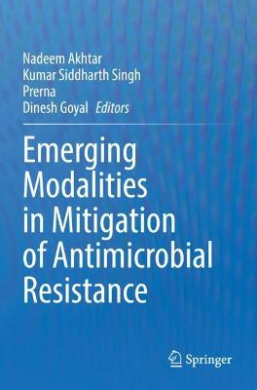 Nadeem Akhtar
Kumar Siddharth Singh
Prerna
Dinesh Goyal Editors
Emerging
Modalities
in Mitigation
of Antimicrobial
Resistance
Springer